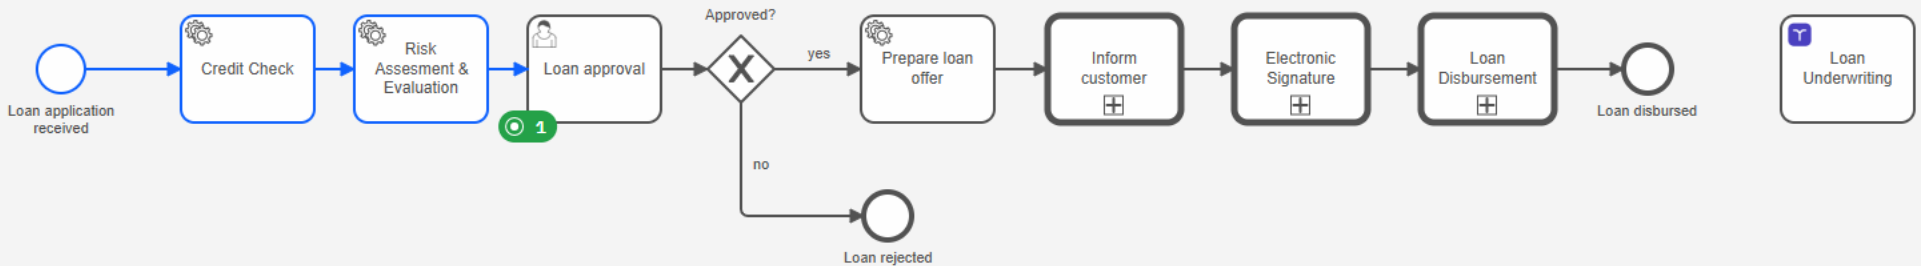 Loan application
received
Credit Check
Risk
Assesment &
Evaluation
Loan approval
1
Approved?
X
yes
no
Prepare loan
offer
Inform
customer
Electronic
Signature
Loan
Disbursement
Loan disbursed
Loan rejected
Loan
Underwriting